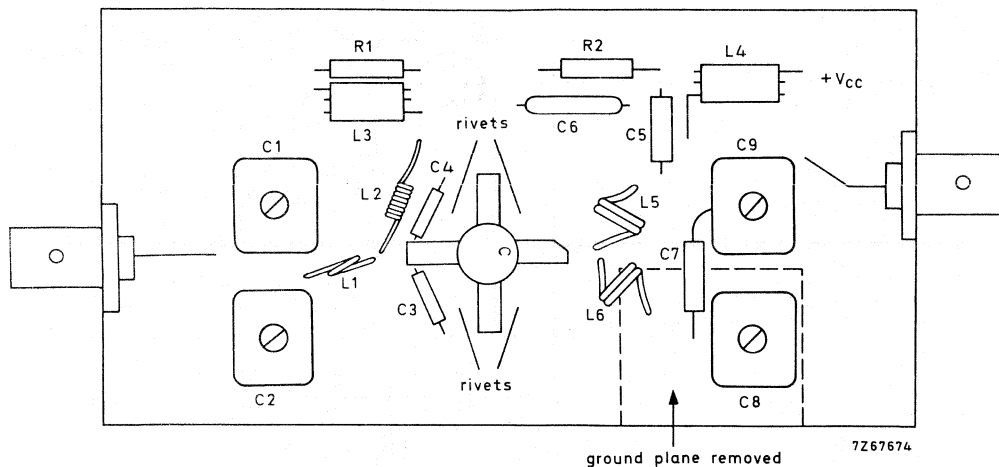 R1
R2
L4
+VCC
L3
C6
C5
rivets
C1
C4
C9
L2
L5
C
C7
L1
C3
L6
rivets
C2
C8
7Z67674
ground plane removed